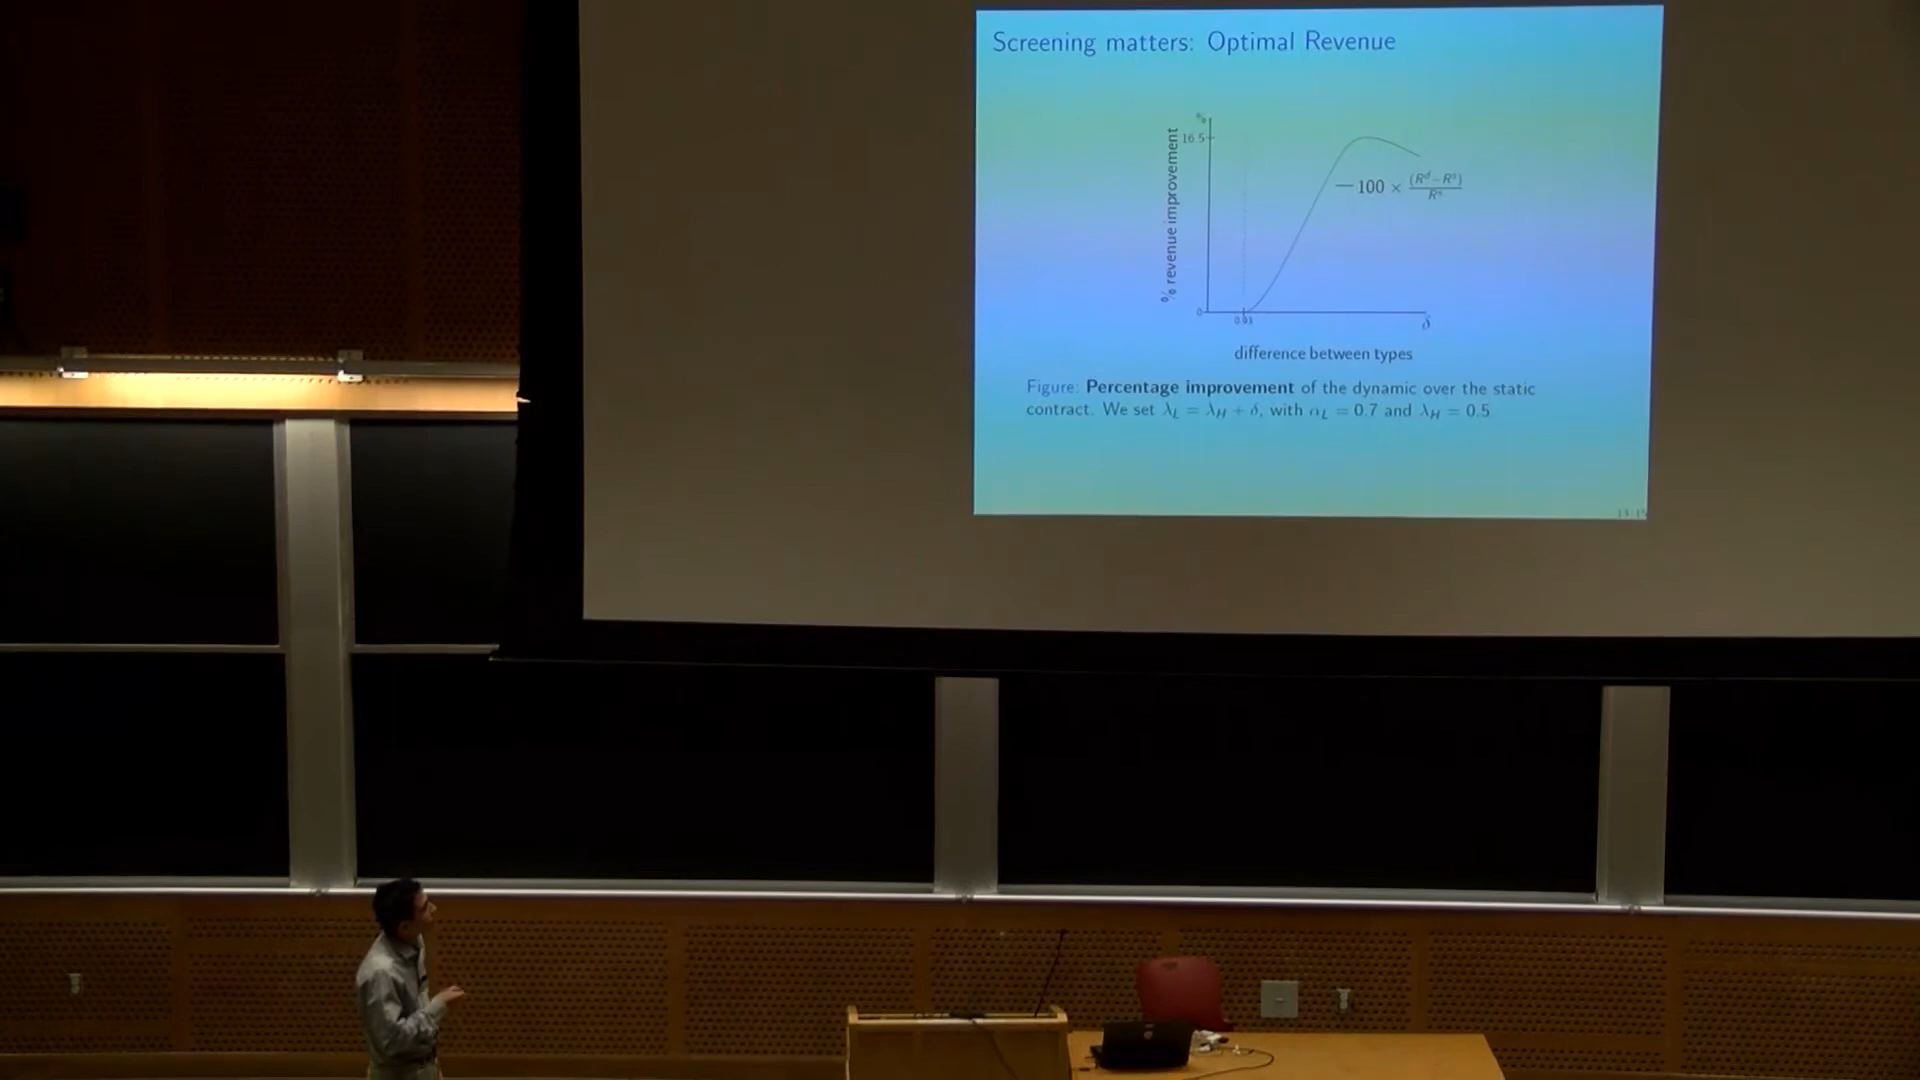 Screening matters: Optimal Revenue
%
16.5
% revenue improvement
— 100 × (R^d − R^s) / R^s
0
δ
difference between types
Figure: Percentage improvement of the dynamic over the static
contract. We set λ_L = λ_H + δ, with α_L = 0.7 and λ_H = 0.5